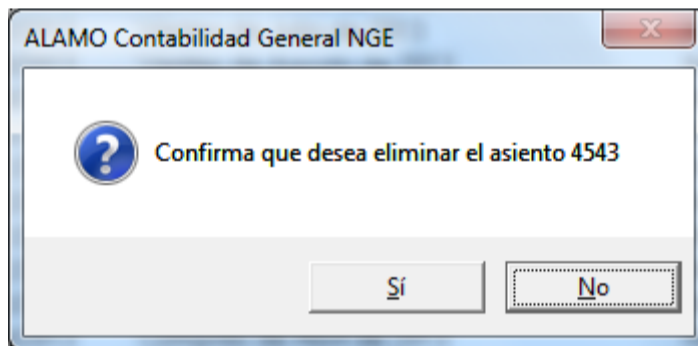 ALAMO Contabilidad General NGE
Confirma que desea eliminar el asiento 4543
Sí
No